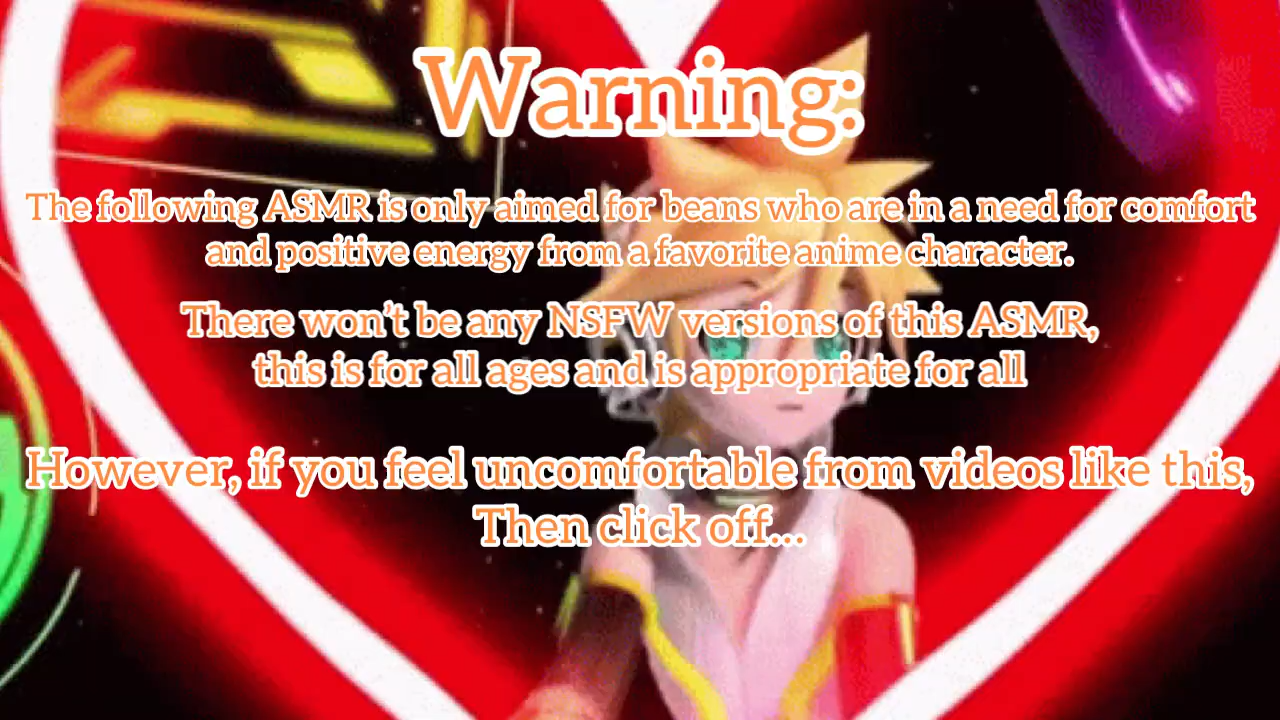 Warning:
The following ASMR is only aimed for beans who are in a need for comfort
and positive energy from a favorite anime character.
There won't be any NSFW versions of this ASMR,
this is for all ages and is appropriate for all
However, if you feel uncomfortable from videos like this,
Then click off...